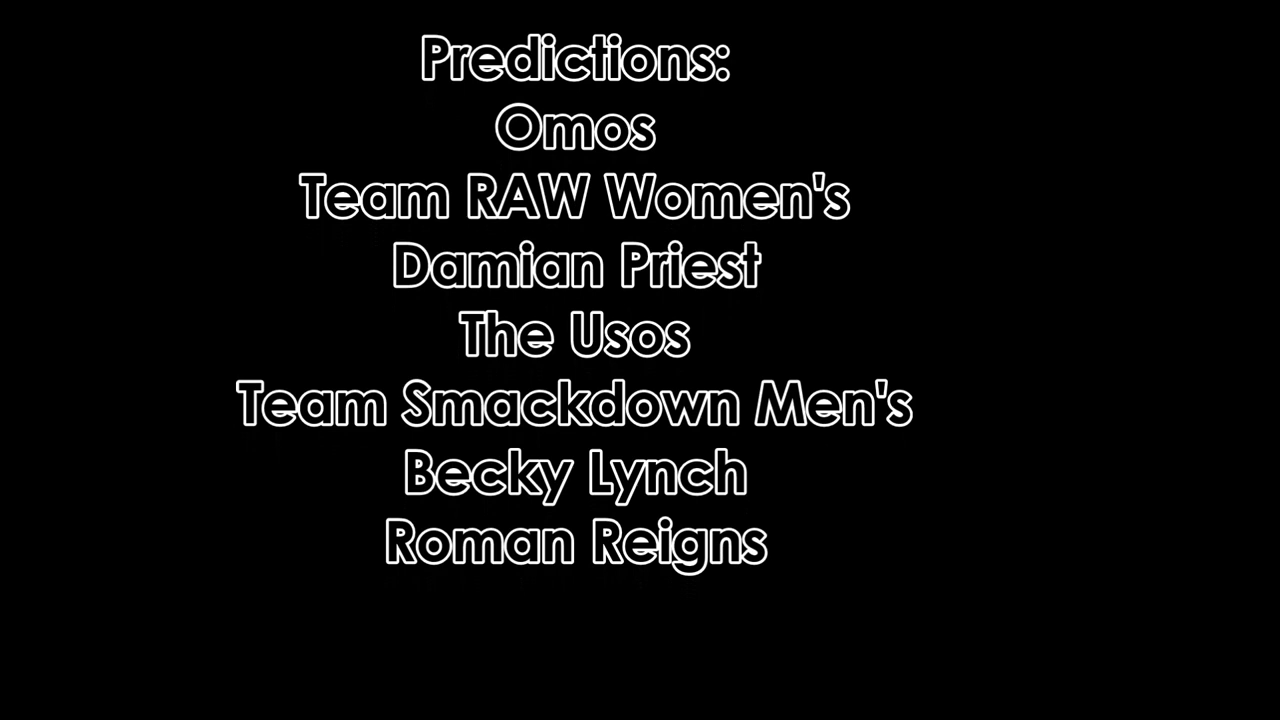 Predictions:
Omos
Team RAW Women's
Damian Priest
The Usos
Team Smackdown Men's
Becky Lynch
Roman Reigns